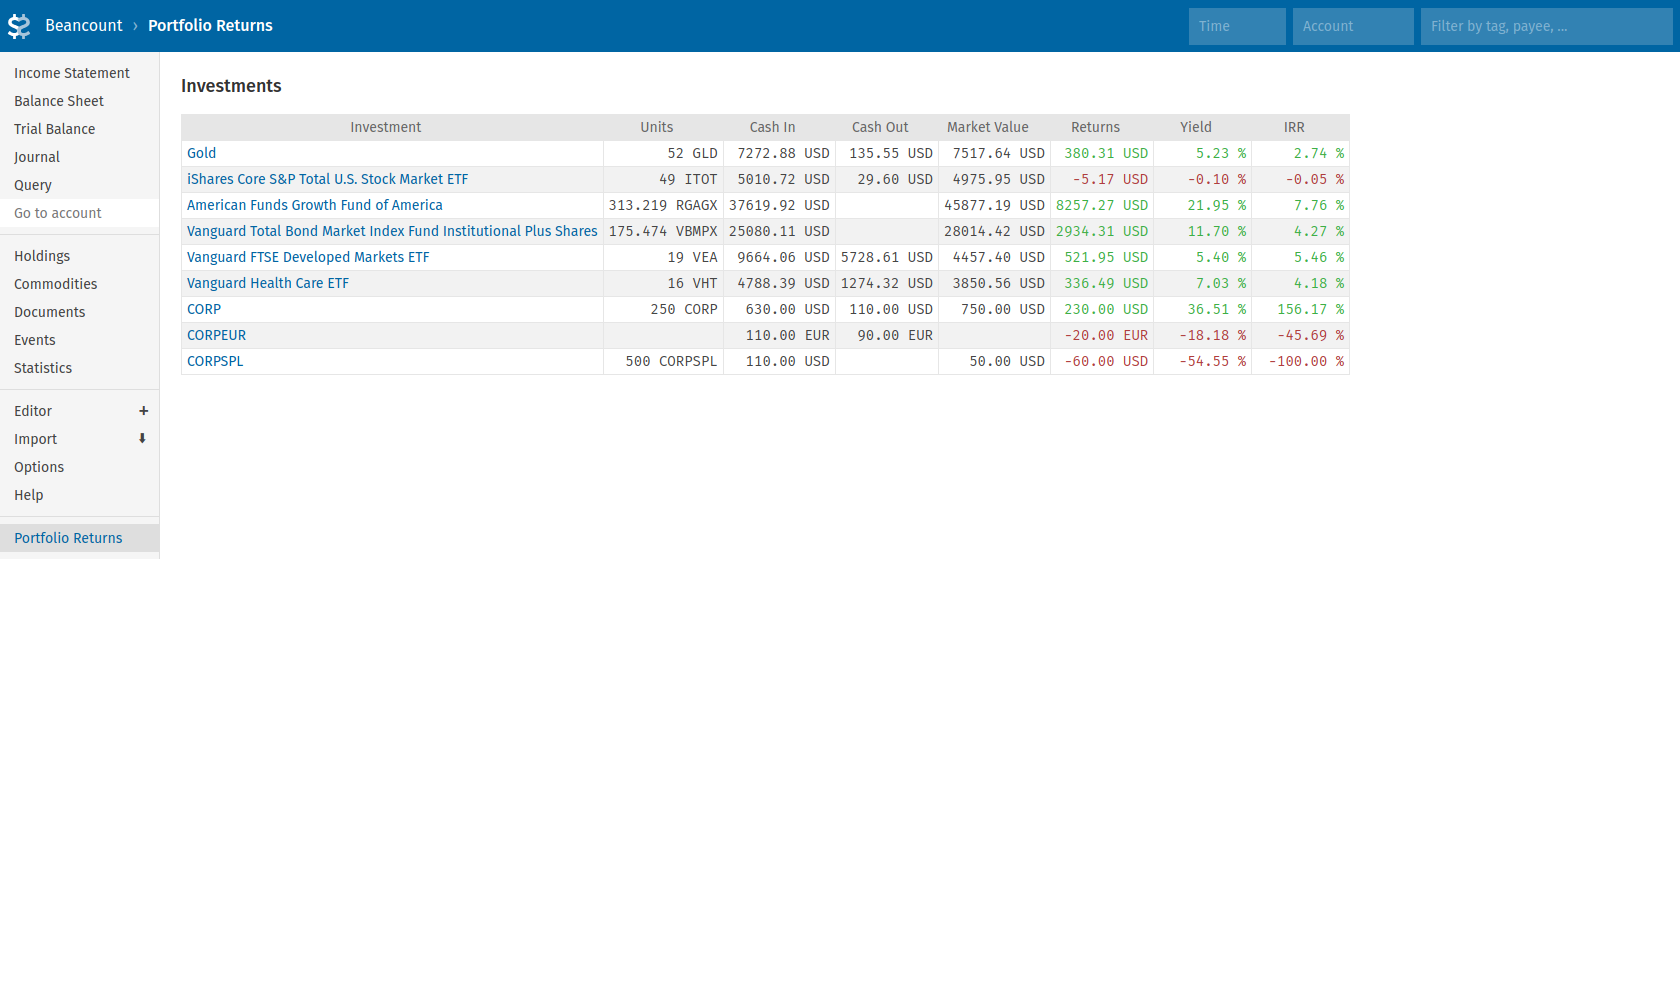 Beancount › Portfolio Returns
Time Account Filter by tag, payee, ...
Income Statement
Balance Sheet
Trial Balance
Journal
Query
Go to account
Holdings
Commodities
Documents
Events
Statistics
Editor +
Import ⬇
Options
Help
Portfolio Returns
Investments
Investment Units Cash In Cash Out Market Value Returns Yield IRR
Gold 52 GLD 7272.88 USD 135.55 USD 7517.64 USD 380.31 USD 5.23 % 2.74 %
iShares Core S&P Total U.S. Stock Market ETF 49 ITOT 5010.72 USD 29.60 USD 4975.95 USD -5.17 USD -0.10 % -0.05 %
American Funds Growth Fund of America 313.219 RGAGX 37619.92 USD 45877.19 USD 8257.27 USD 21.95 % 7.76 %
Vanguard Total Bond Market Index Fund Institutional Plus Shares 175.474 VBMPX 25080.11 USD 28014.42 USD 2934.31 USD 11.70 % 4.27 %
Vanguard FTSE Developed Markets ETF 19 VEA 9664.06 USD 5728.61 USD 4457.40 USD 521.95 USD 5.40 % 5.46 %
Vanguard Health Care ETF 16 VHT 4788.39 USD 1274.32 USD 3850.56 USD 336.49 USD 7.03 % 4.18 %
CORP 250 CORP 630.00 USD 110.00 USD 750.00 USD 230.00 USD 36.51 % 156.17 %
CORPEUR 110.00 EUR 90.00 EUR -20.00 EUR -18.18 % -45.69 %
CORPSPL 500 CORPSPL 110.00 USD 50.00 USD -60.00 USD -54.55 % -100.00 %